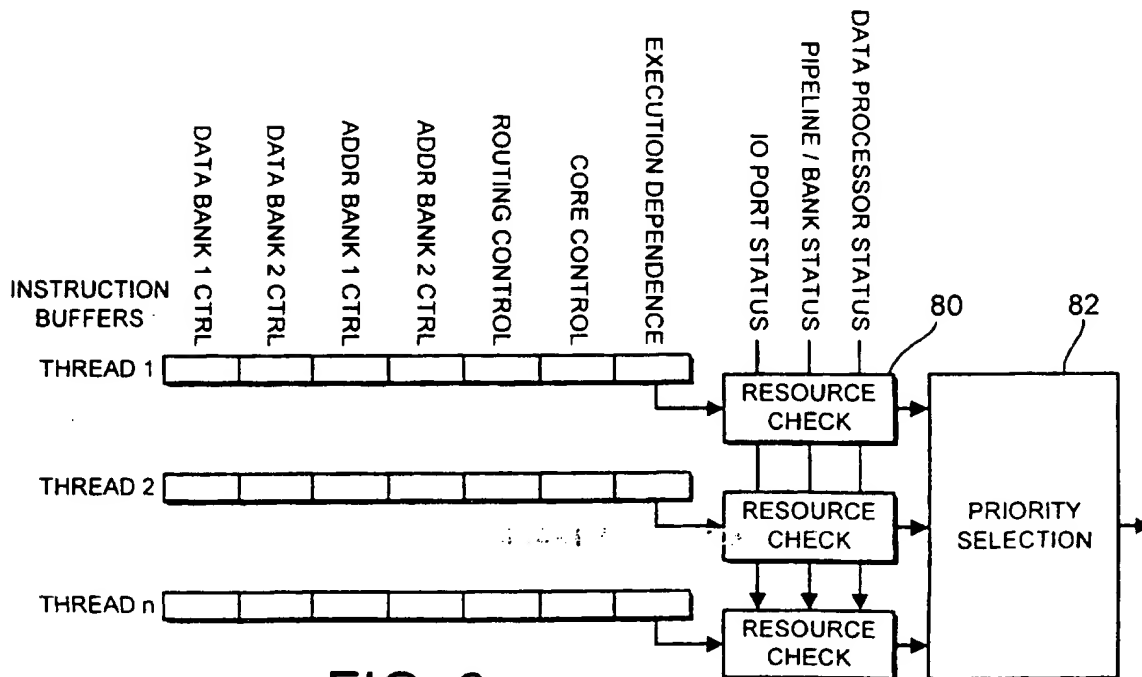 DATA BANK 1 CTRL
DATA BANK 2 CTRL
ADDR BANK 1 CTRL
ADDR BANK 2 CTRL
ROUTING CONTROL
CORE CONTROL
EXECUTION DEPENDENCE
IO PORT STATUS
PIPELINE / BANK STATUS
DATA PROCESSOR STATUS
80
82
INSTRUCTION
BUFFERS
THREAD 1
RESOURCE
CHECK
THREAD 2
RESOURCE
CHECK
PRIORITY
SELECTION
THREAD n
RESOURCE
CHECK